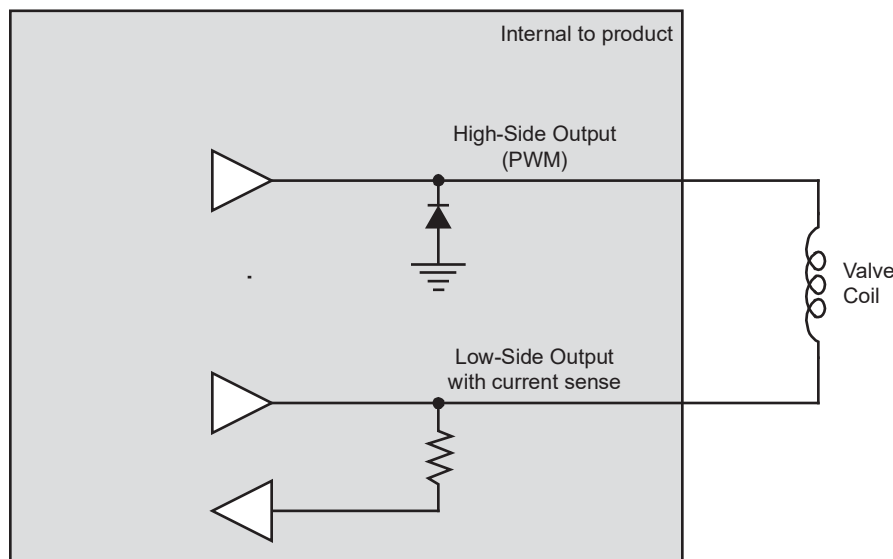 Internal to product
High-Side Output
(PWM)
Valve
Coil
Low-Side Output
with current sense